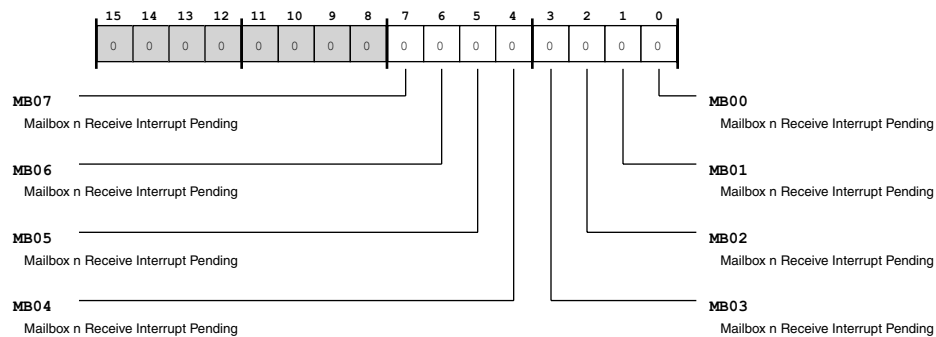 15 14 13 12 11 10 9 8 7 6 5 4 3 2 1 0
0 0 0 0 0 0 0 0 0 0 0 0 0 0 0 0
MB07
Mailbox n Receive Interrupt Pending
MB00
Mailbox n Receive Interrupt Pending
MB06
Mailbox n Receive Interrupt Pending
MB01
Mailbox n Receive Interrupt Pending
MB05
Mailbox n Receive Interrupt Pending
MB02
Mailbox n Receive Interrupt Pending
MB04
Mailbox n Receive Interrupt Pending
MB03
Mailbox n Receive Interrupt Pending